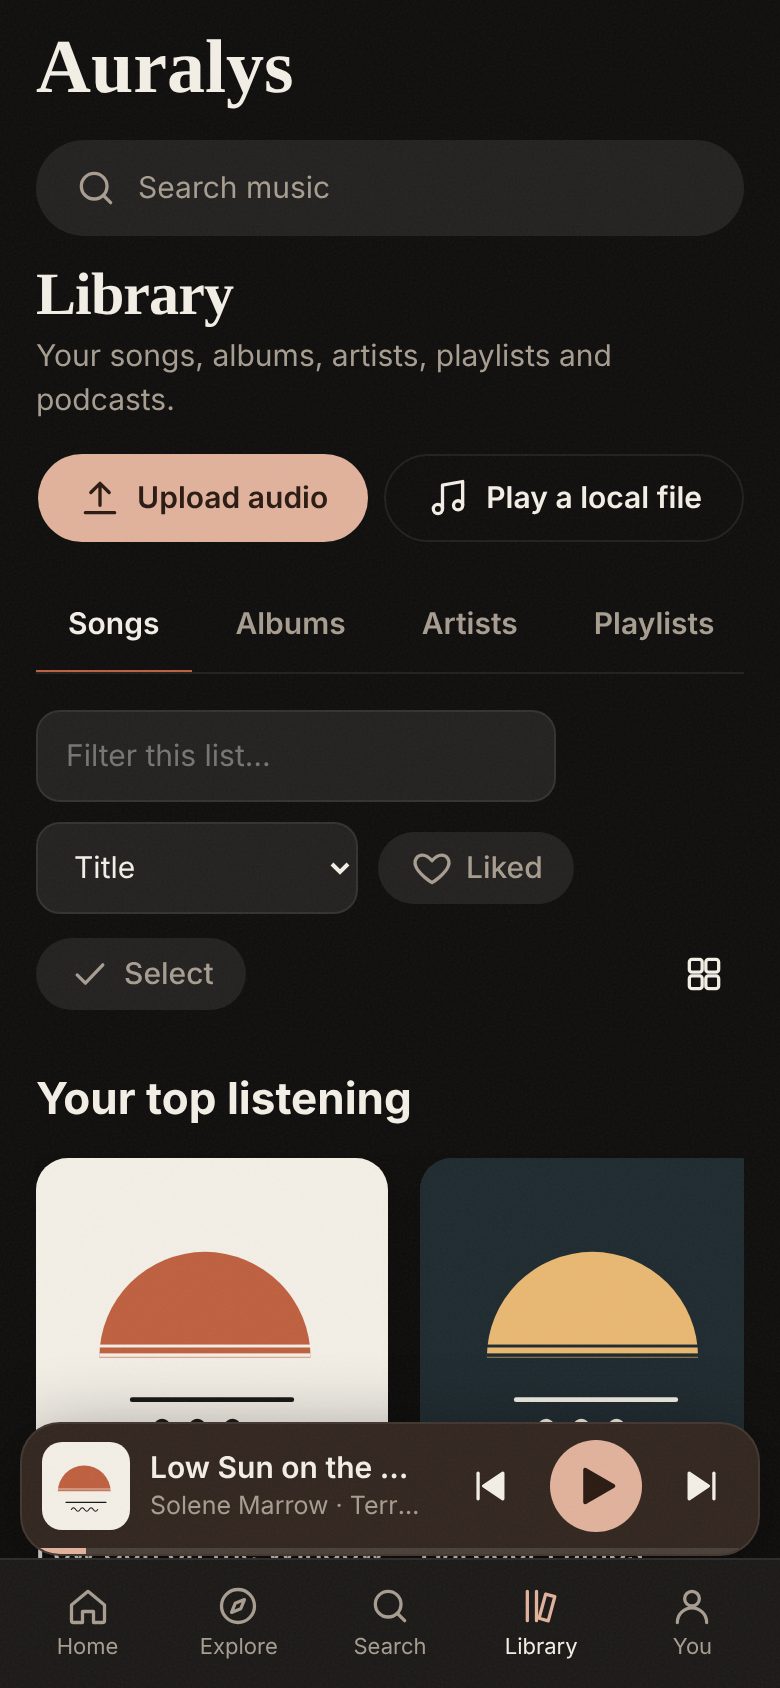 Auralys
Search music
Library
Your songs, albums, artists, playlists and
podcasts.
Upload audio
Play a local file
Songs
Albums
Artists
Playlists
Filter this list...
Title
Liked
Select
Your top listening
Low Sun on the ...
Solene Marrow · Terr...
Home
Explore
Search
Library
You